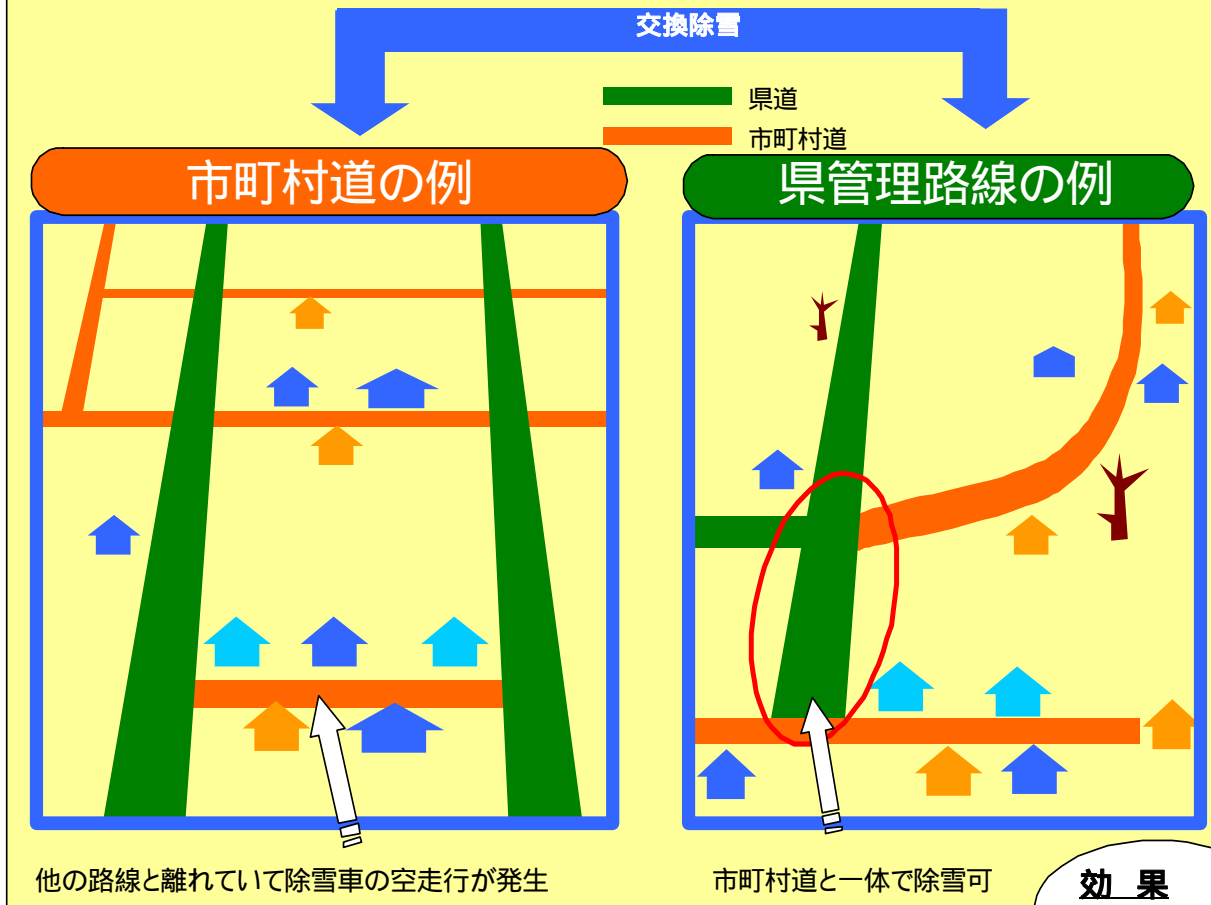 交換除雪
県道
市町村道
市町村道の例
県管理路線の例
他の路線と離れていて除雪車の空走行が発生
市町村道と一体で除雪可
効 果